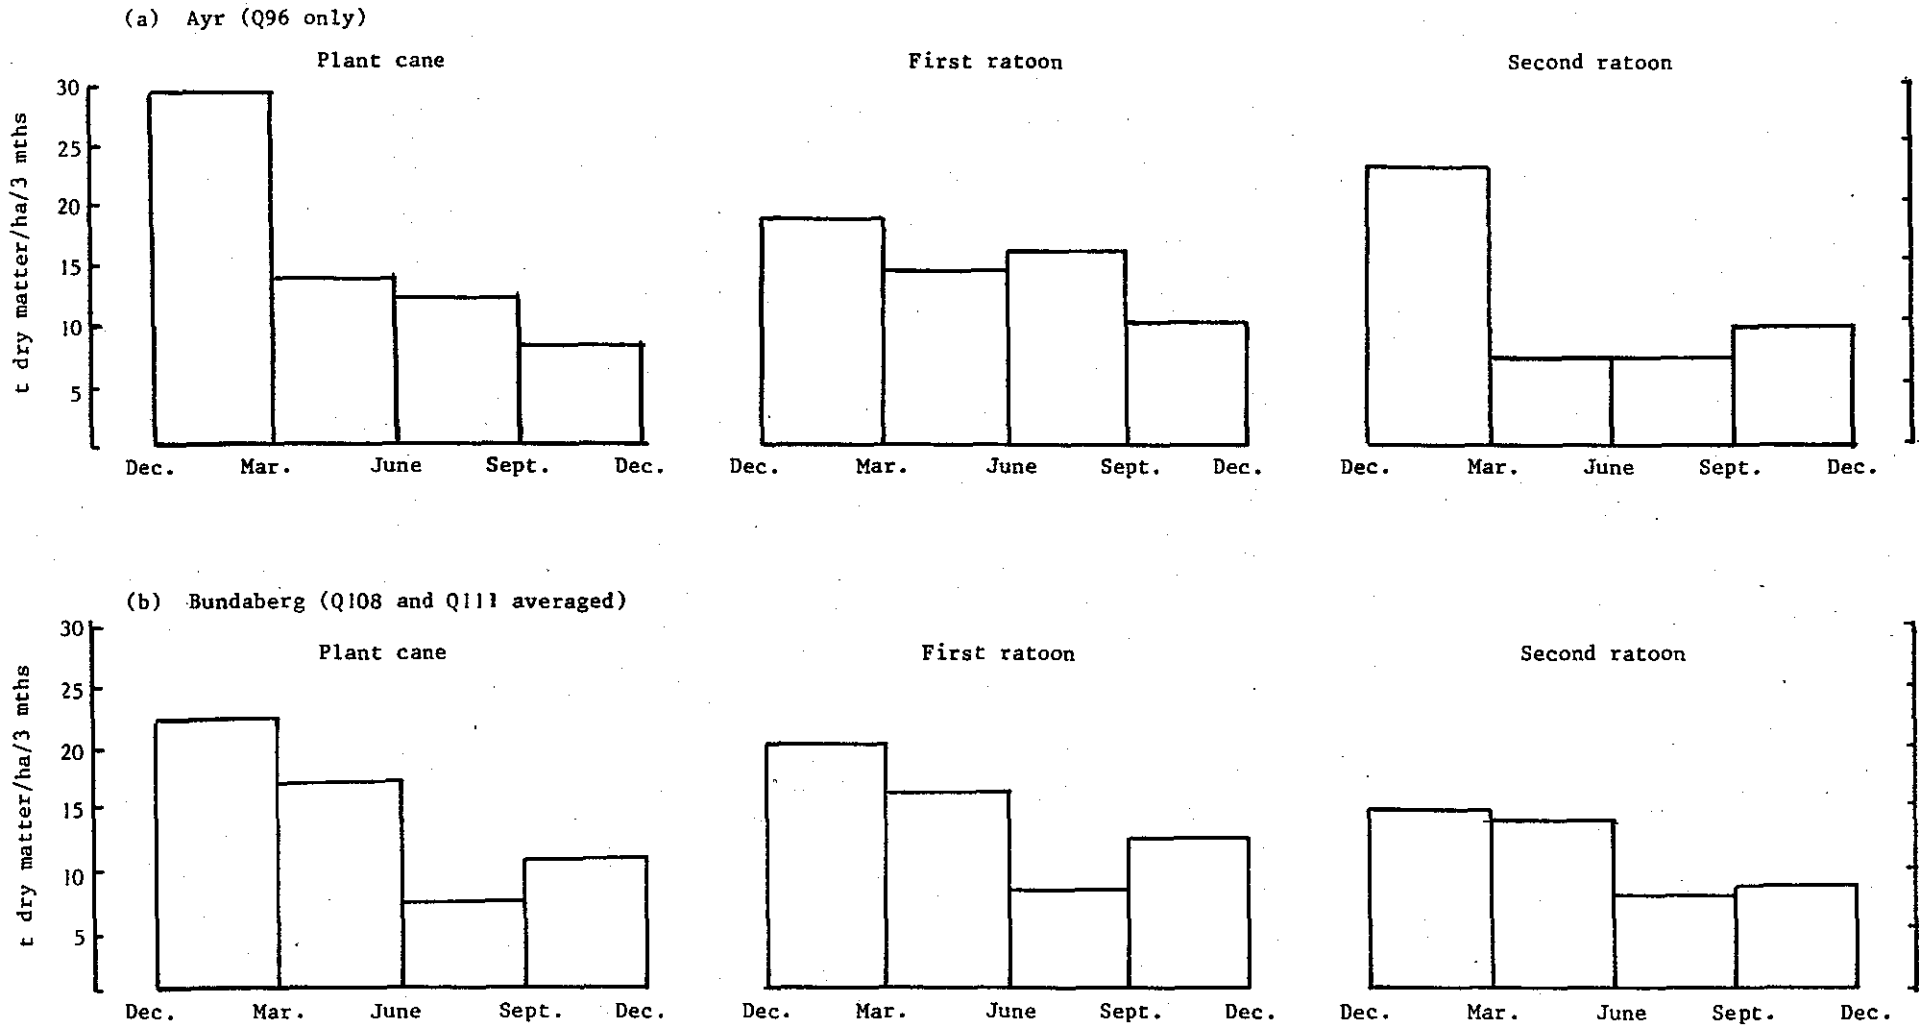 (a) Ayr (Q96 only)
Plant cane
First ratoon
Second ratoon
t dry matter/ha/3 mths
30
25
20
15
10
5
Dec. Mar. June Sept. Dec.
Dec. Mar. June Sept. Dec.
Dec. Mar. June Sept. Dec.
(b) Bundaberg (Q108 and Q111 averaged)
Plant cane
First ratoon
Second ratoon
t dry matter/ha/3 mths
30
25
20
15
10
5
Dec. Mar. June Sept. Dec.
Dec. Mar. June Sept. Dec.
Dec. Mar. June Sept. Dec.